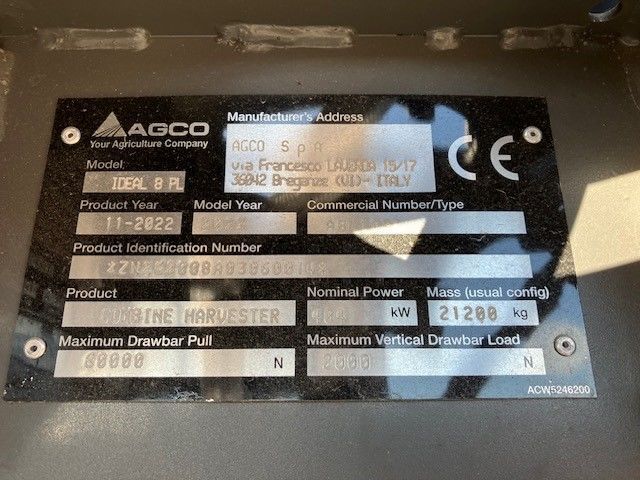 AGCO
Your Agriculture Company
Manufacturer's Address
AGCO S p A
via Francesco LAVERDA 15/17
36042 Breganze (VI)- ITALY
CE
Model
IDEAL 8 PL
Product Year
Model Year
Commercial Number/Type
11-2022
Product Identification Number
Product
Nominal Power
Mass (usual config)
COMBINE HARVESTER
kW
21200 kg
Maximum Drawbar Pull
Maximum Vertical Drawbar Load
N
N
ACW5246200